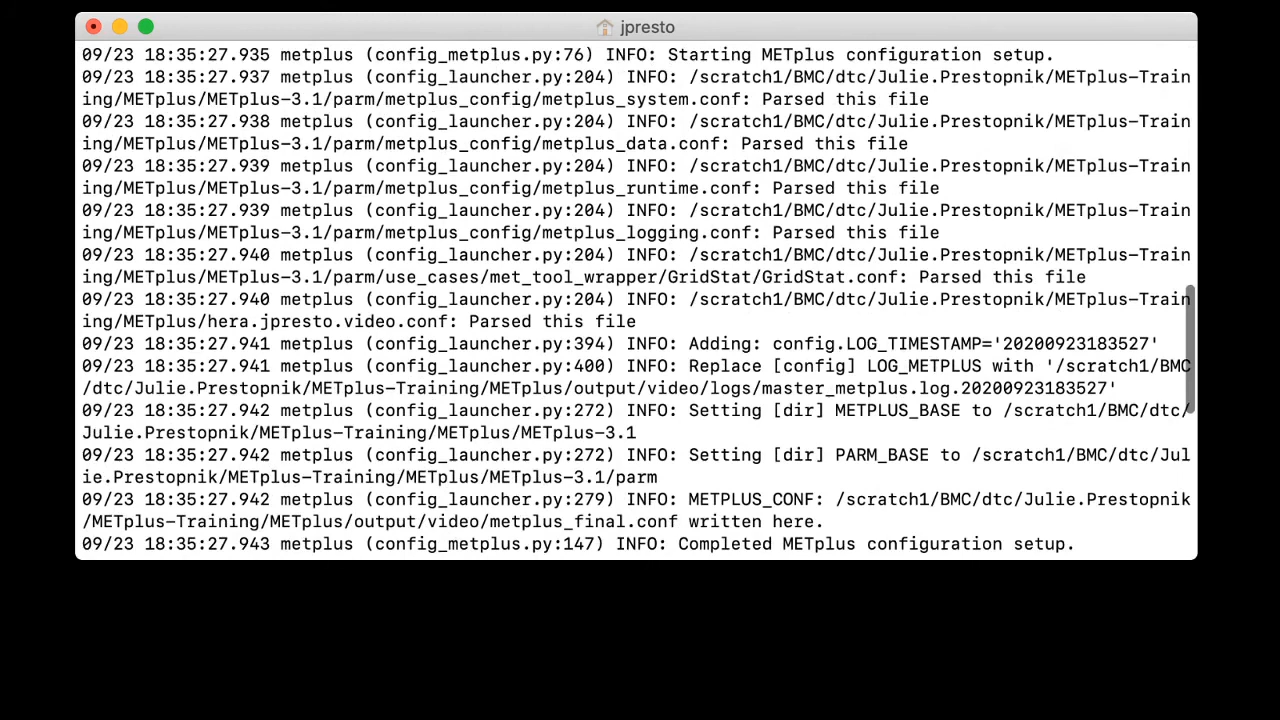 jpresto
09/23 18:35:27.935 metplus (config_metplus.py:76) INFO: Starting METplus configuration setup.
09/23 18:35:27.937 metplus (config_launcher.py:204) INFO: /scratch1/BMC/dtc/Julie.Prestopnik/METplus-Train
ing/METplus/METplus-3.1/parm/metplus_config/metplus_system.conf: Parsed this file
09/23 18:35:27.938 metplus (config_launcher.py:204) INFO: /scratch1/BMC/dtc/Julie.Prestopnik/METplus-Train
ing/METplus/METplus-3.1/parm/metplus_config/metplus_data.conf: Parsed this file
09/23 18:35:27.939 metplus (config_launcher.py:204) INFO: /scratch1/BMC/dtc/Julie.Prestopnik/METplus-Train
ing/METplus/METplus-3.1/parm/metplus_config/metplus_runtime.conf: Parsed this file
09/23 18:35:27.939 metplus (config_launcher.py:204) INFO: /scratch1/BMC/dtc/Julie.Prestopnik/METplus-Train
ing/METplus/METplus-3.1/parm/metplus_config/metplus_logging.conf: Parsed this file
09/23 18:35:27.940 metplus (config_launcher.py:204) INFO: /scratch1/BMC/dtc/Julie.Prestopnik/METplus-Train
ing/METplus/METplus-3.1/parm/use_cases/met_tool_wrapper/GridStat/GridStat.conf: Parsed this file
09/23 18:35:27.940 metplus (config_launcher.py:204) INFO: /scratch1/BMC/dtc/Julie.Prestopnik/METplus-Train
ing/METplus/hera.jpresto.video.conf: Parsed this file
09/23 18:35:27.941 metplus (config_launcher.py:394) INFO: Adding: config.LOG_TIMESTAMP='20200923183527'
09/23 18:35:27.941 metplus (config_launcher.py:400) INFO: Replace [config] LOG_METPLUS with '/scratch1/BMC
/dtc/Julie.Prestopnik/METplus-Training/METplus/output/video/logs/master_metplus.log.20200923183527'
09/23 18:35:27.942 metplus (config_launcher.py:272) INFO: Setting [dir] METPLUS_BASE to /scratch1/BMC/dtc/
Julie.Prestopnik/METplus-Training/METplus/METplus-3.1
09/23 18:35:27.942 metplus (config_launcher.py:272) INFO: Setting [dir] PARM_BASE to /scratch1/BMC/dtc/Jul
ie.Prestopnik/METplus-Training/METplus/METplus-3.1/parm
09/23 18:35:27.942 metplus (config_launcher.py:279) INFO: METPLUS_CONF: /scratch1/BMC/dtc/Julie.Prestopnik
/METplus-Training/METplus/output/video/metplus_final.conf written here.
09/23 18:35:27.943 metplus (config_metplus.py:147) INFO: Completed METplus configuration setup.